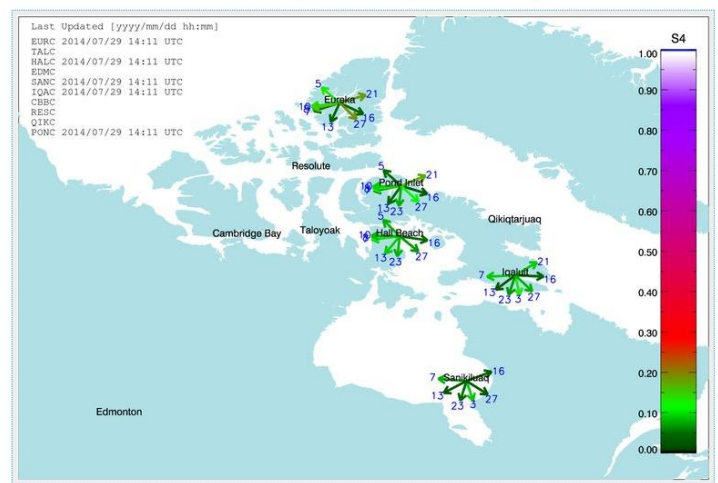 Last Updated [yyyy/mm/dd hh:mm]
EURC 2014/07/29 14:11 UTC
TALC
HALC 2014/07/29 14:11 UTC
EDMC
SANC 2014/07/29 14:11 UTC
IQAC 2014/07/29 14:11 UTC
CBBC
RESC
QIKC
PONC 2014/07/29 14:11 UTC
S4
1.00
0.90
0.80
0.70
0.60
0.50
0.40
0.30
0.20
0.10
0.00
5
21
Eureka
10
16
13
27
Resolute
5
21
Pond Inlet
10
16
13
23
27
Qikiqtarjuaq
Cambridge Bay
Taloyoak
5
Hall Beach
10
16
13
23
27
21
Iqaluit
7
16
13
23
3
27
16
Sanikiluaq
7
13
23
3
27
Edmonton